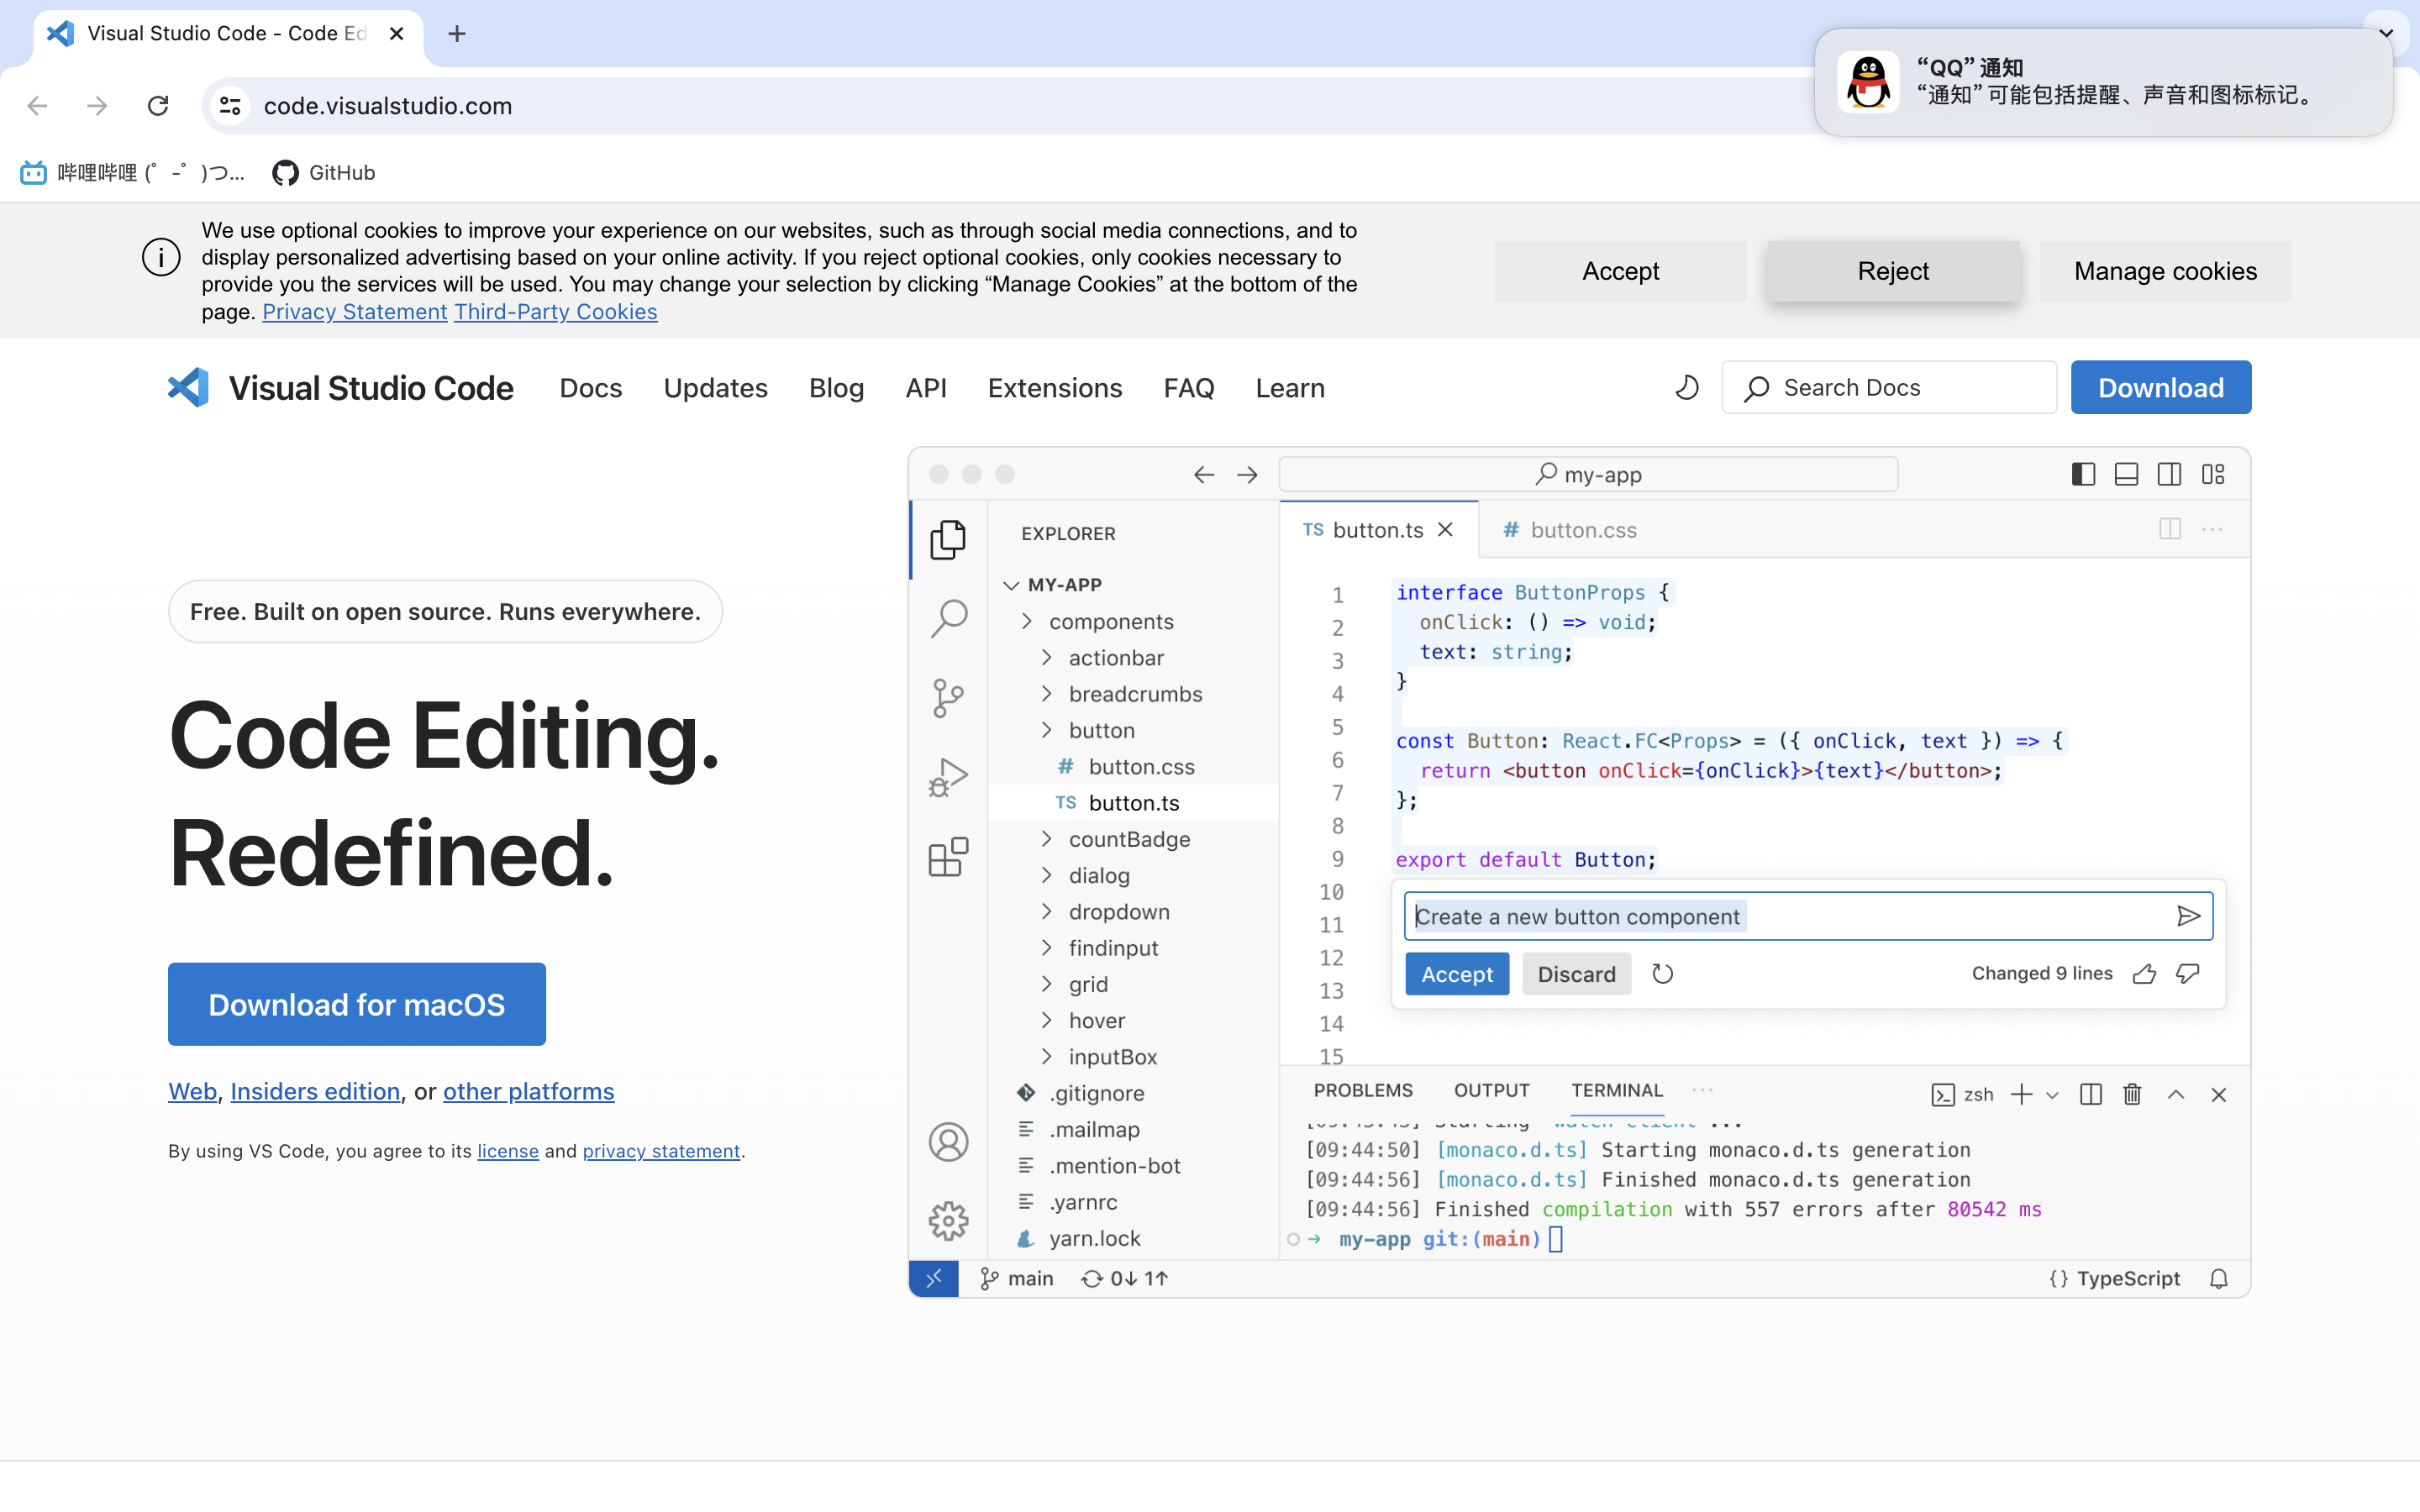 Visual Studio Code - Code Ed
“QQ” 通知
“通知” 可能包括提醒、声音和图标标记。
code.visualstudio.com
哔哩哔哩 (゜-゜)つ...
GitHub
We use optional cookies to improve your experience on our websites, such as through social media connections, and to
display personalized advertising based on your online activity. If you reject optional cookies, only cookies necessary to
provide you the services will be used. You may change your selection by clicking “Manage Cookies” at the bottom of the
page. Privacy Statement Third-Party Cookies
Accept
Reject
Manage cookies
Visual Studio Code
Docs
Updates
Blog
API
Extensions
FAQ
Learn
Search Docs
Download
Free. Built on open source. Runs everywhere.
Code Editing.
Redefined.
Download for macOS
Web, Insiders edition, or other platforms
By using VS Code, you agree to its license and privacy statement.
my-app
EXPLORER
MY-APP
components
actionbar
breadcrumbs
button
# button.css
TS button.ts
countBadge
dialog
dropdown
findinput
grid
hover
inputBox
.gitignore
.mailmap
.mention-bot
.yarnrc
yarn.lock
TS button.ts
# button.css
1
2
3
4
5
6
7
8
9
10
11
12
13
14
15
interface ButtonProps {
onClick: () => void;
text: string;
}
const Button: React.FC<Props> = ({ onClick, text }) => {
return <button onClick={onClick}>{text}</button>;
};
export default Button;
Create a new button component
Accept
Discard
Changed 9 lines
PROBLEMS
OUTPUT
TERMINAL
zsh
[09:44:50] [monaco.d.ts] Starting monaco.d.ts generation
[09:44:56] [monaco.d.ts] Finished monaco.d.ts generation
[09:44:56] Finished compilation with 557 errors after 80542 ms
my-app git:(main)
main
0↓ 1↑
{} TypeScript